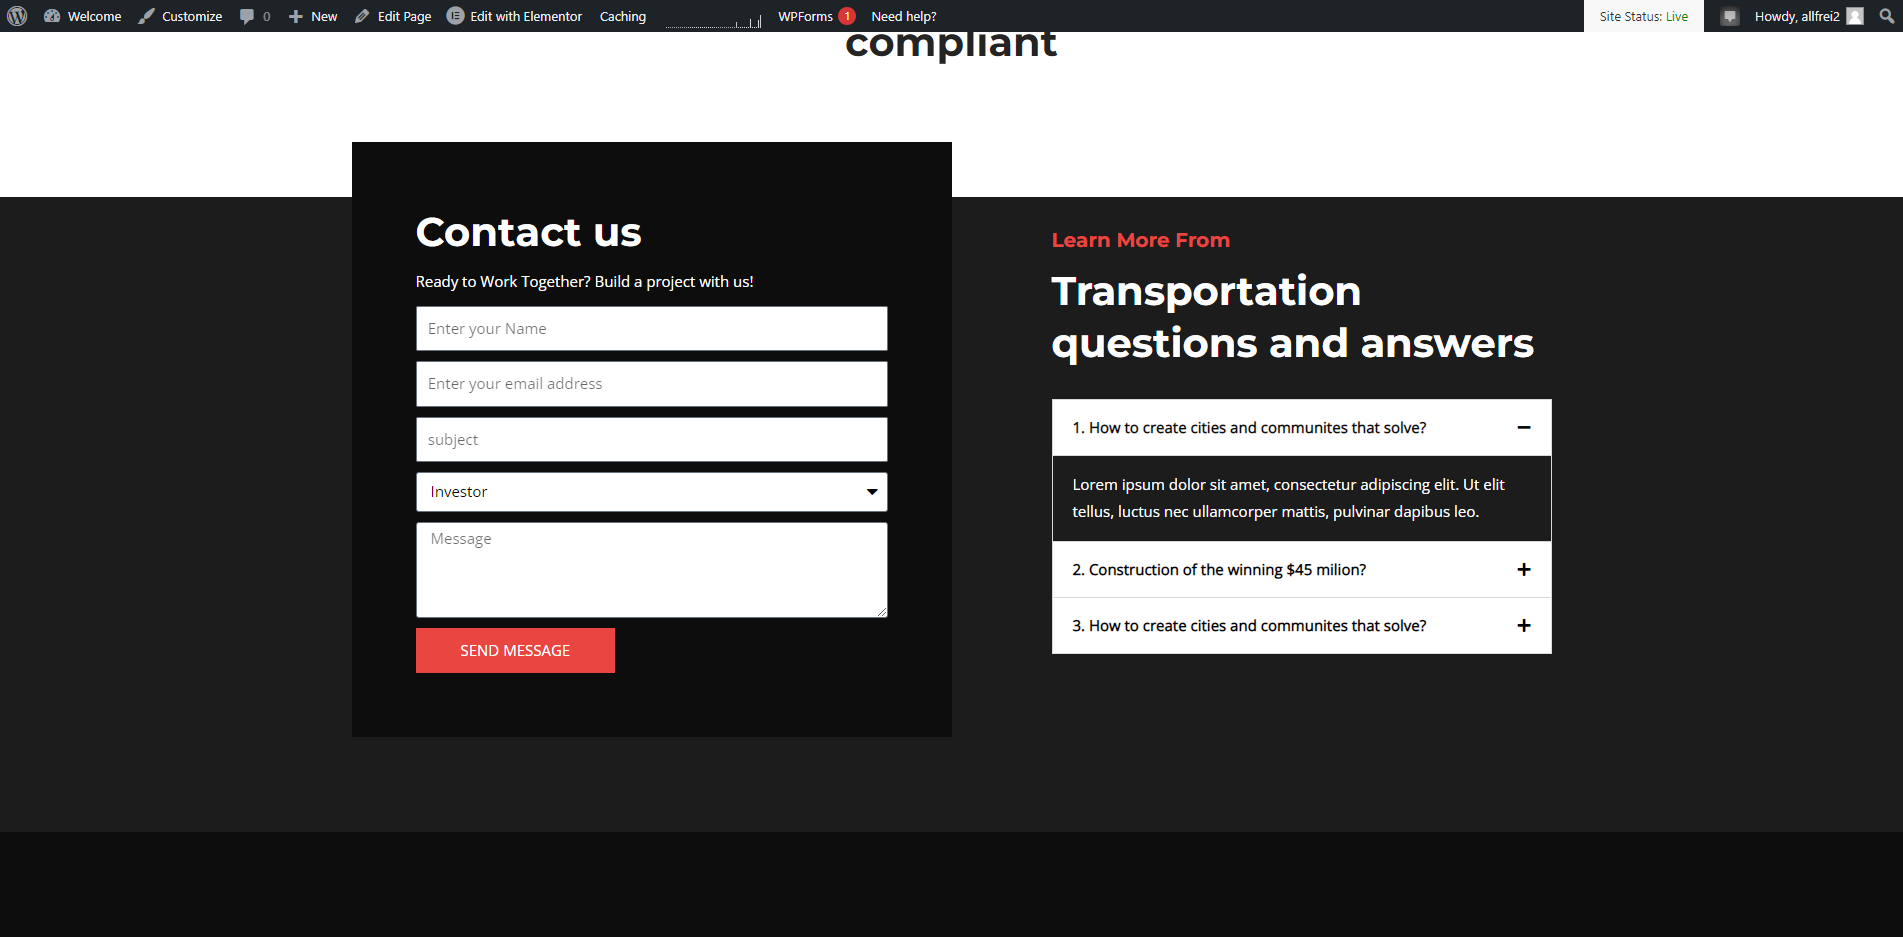 Welcome Customize 0 New Edit Page Edit with Elementor Caching WPForms 1 Need help? Site Status: Live Howdy, allfrei2
compliant
Contact us
Ready to Work Together? Build a project with us!
Enter your Name
Enter your email address
subject
Investor
Message
SEND MESSAGE
Learn More From
Transportation
questions and answers
1. How to create cities and communites that solve?
Lorem ipsum dolor sit amet, consectetur adipiscing elit. Ut elit
tellus, luctus nec ullamcorper mattis, pulvinar dapibus leo.
2. Construction of the winning $45 milion?
3. How to create cities and communites that solve?